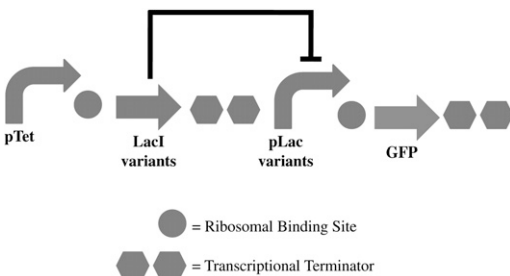 pTet
LacI
variants
pLac
variants
GFP
= Ribosomal Binding Site
= Transcriptional Terminator